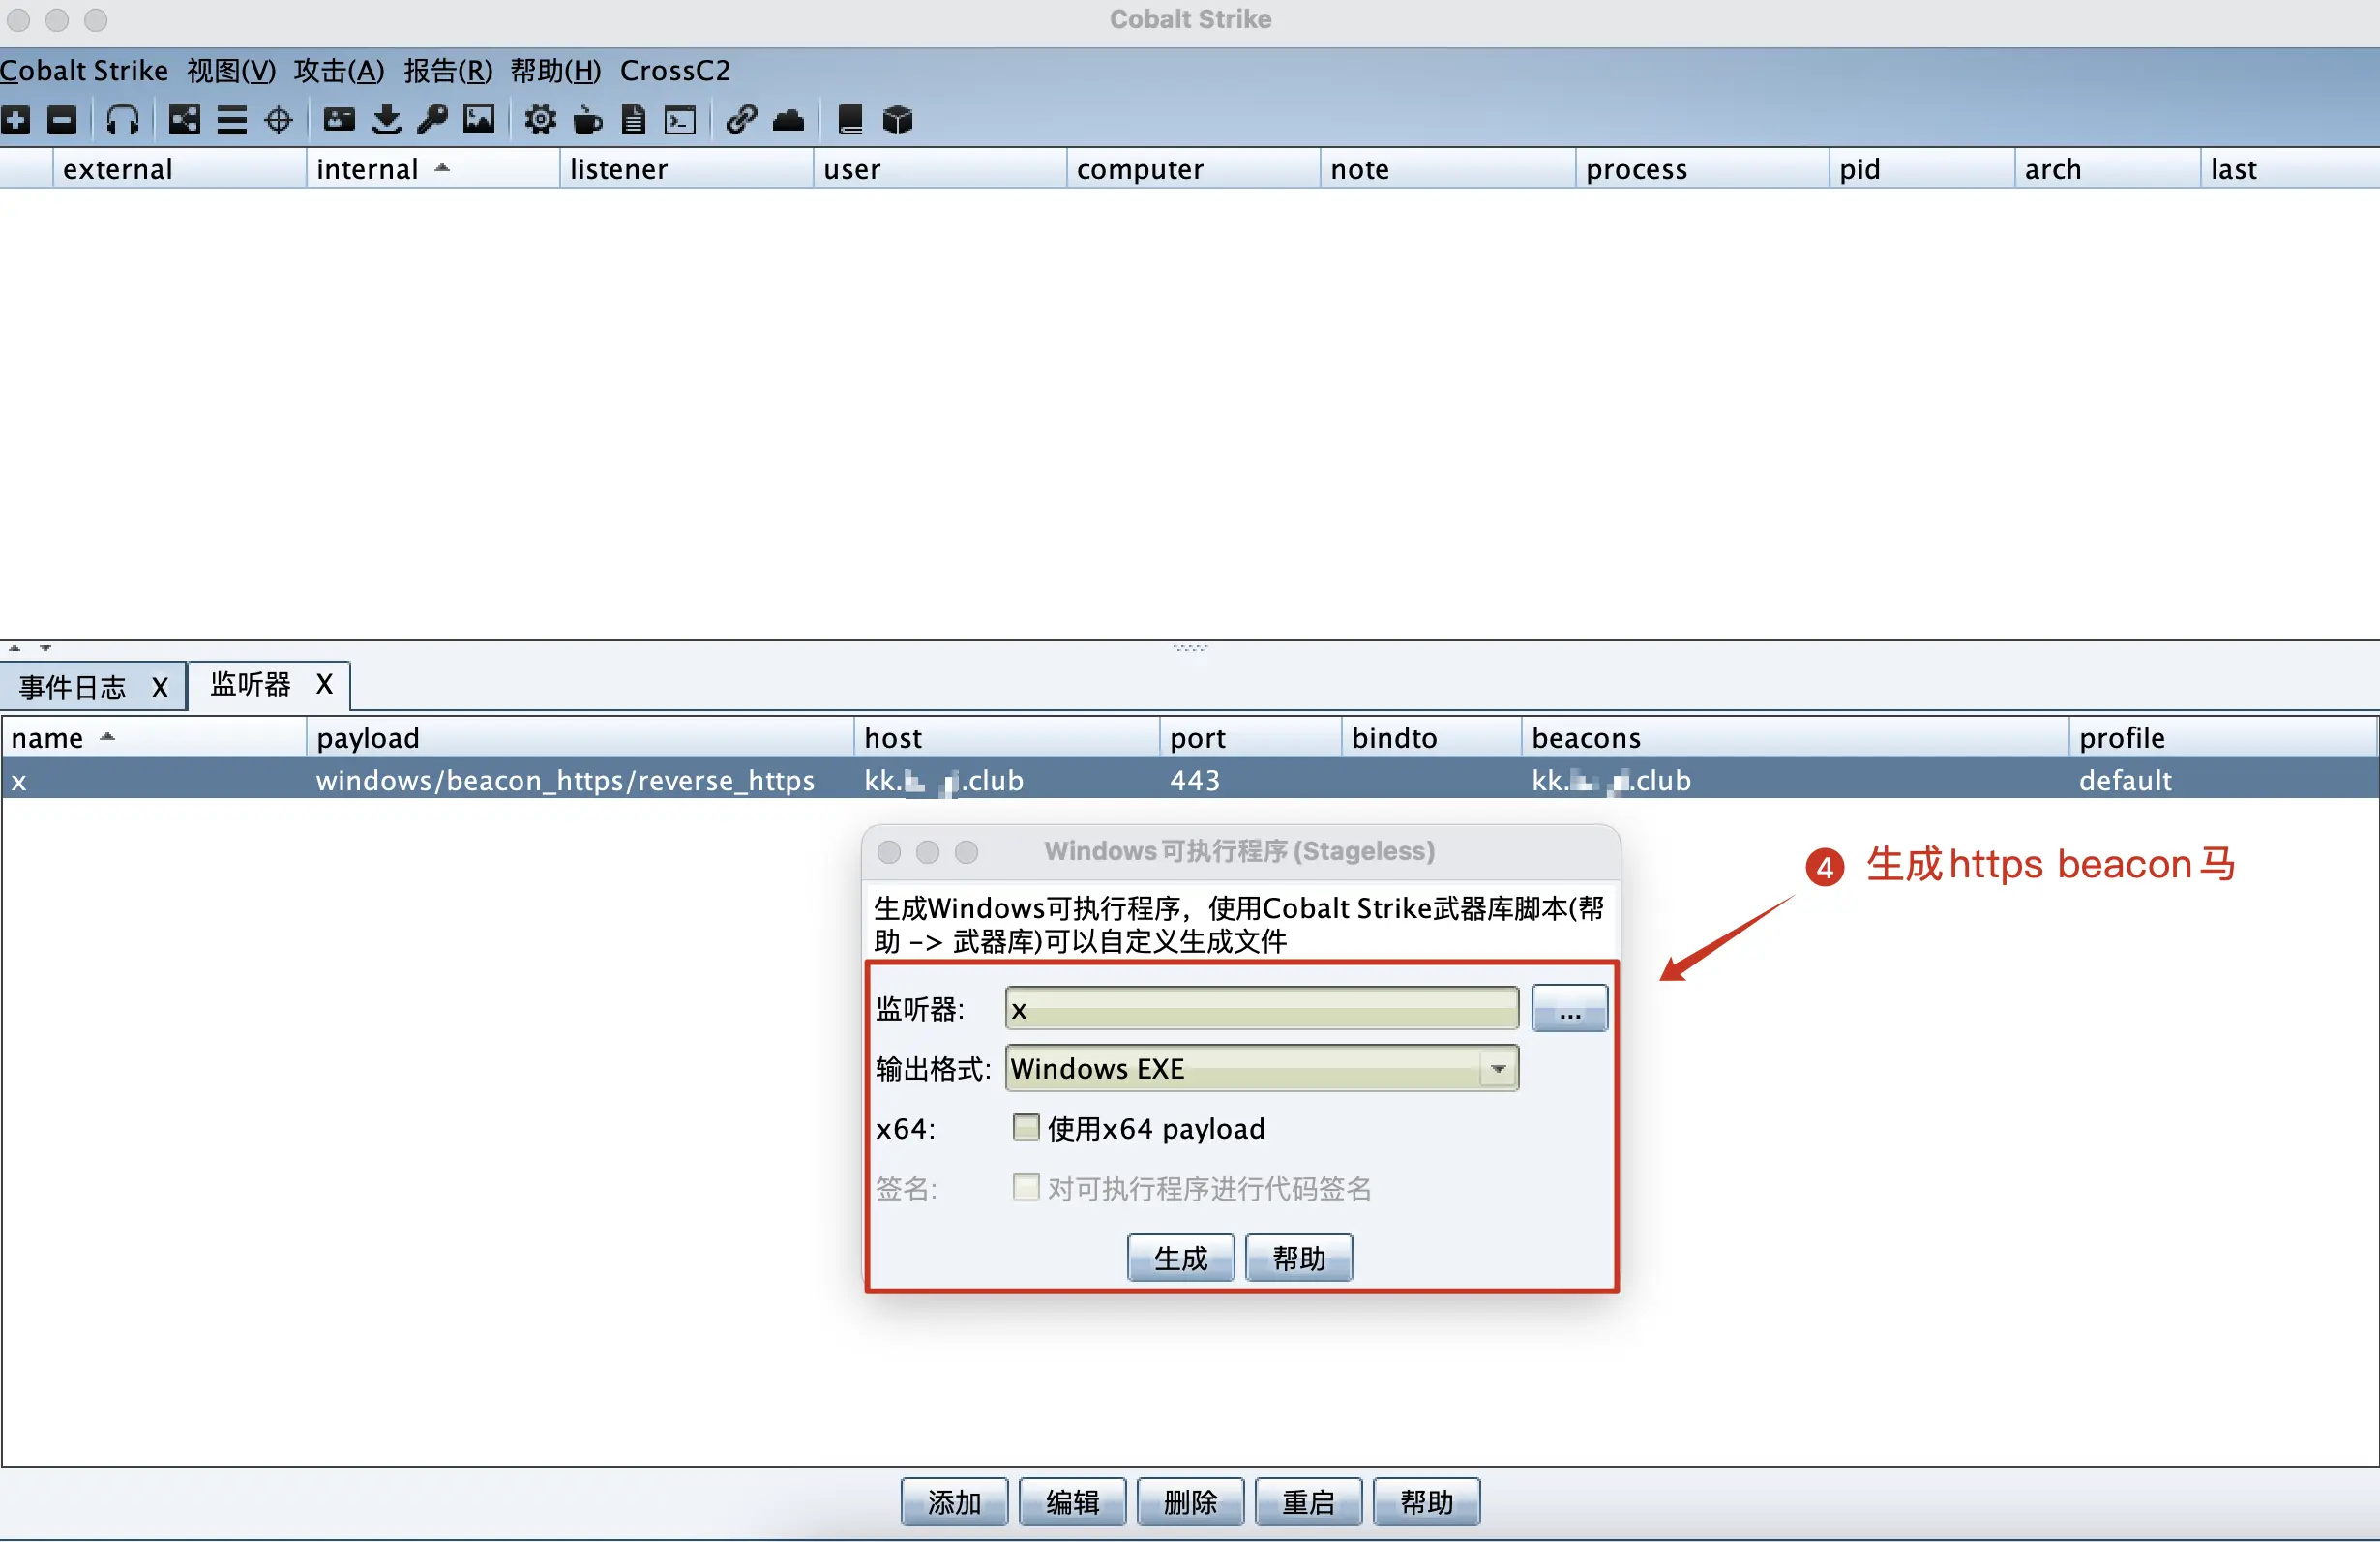 Cobalt Strike
Cobalt Strike 视图(V) 攻击(A) 报告(R) 帮助(H) CrossC2
external internal listener user computer note process pid arch last
事件日志 X 监听器 X
name payload host port bindto beacons profile
x windows/beacon_https/reverse_https kk. .club 443 kk. .club default
Windows可执行程序(Stageless)
4 生成https beacon马
生成Windows可执行程序，使用Cobalt Strike武器库脚本(帮
助 -> 武器库)可以自定义生成文件
监听器: x ...
输出格式: Windows EXE
x64: 使用x64 payload
签名: 对可执行程序进行代码签名
生成 帮助
添加 编辑 删除 重启 帮助